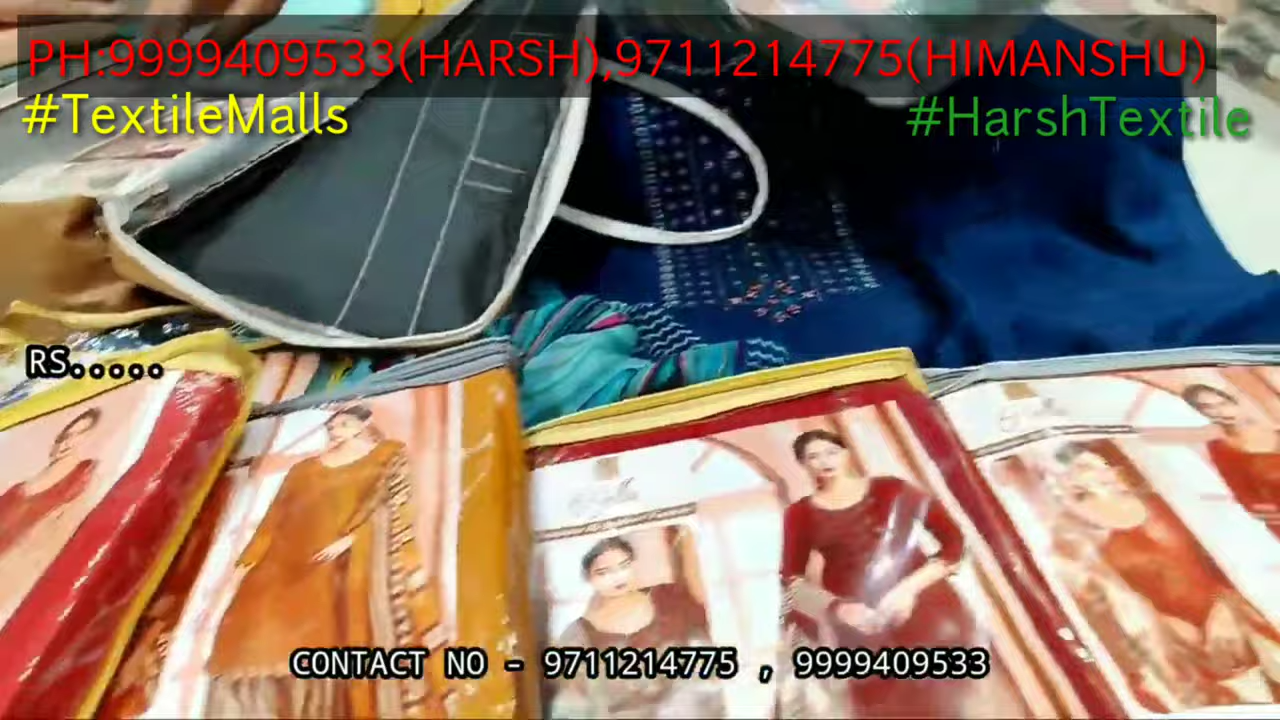 PH:9999409533(HARSH),9711214775(HIMANSHU)
#TextileMalls #HarshTextile
RS.....
CONTACT NO - 9711214775 , 9999409533